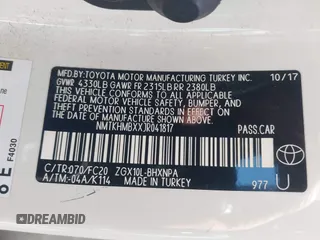 MFD. BY: TOYOTA MOTOR MANUFACTURING TURKEY INC. 10/17
GVWR 4330LB GAWR FR 2315LB RR 2380LB
THIS VEHICLE CONFORMS TO ALL APPLICABLE
FEDERAL MOTOR VEHICLE SAFETY, BUMPER, AND
THEFT PREVENTION STANDARDS IN EFFECT ON
THE DATE OF MANUFACTURE SHOWN ABOVE.
NMTKHMBXXJR041817 PASS.CAR
C/TR:070/FC20 ZGX10L-BHXNPA
A/TM:-04A/K114 MADE IN TURKEY 977 U
F4030